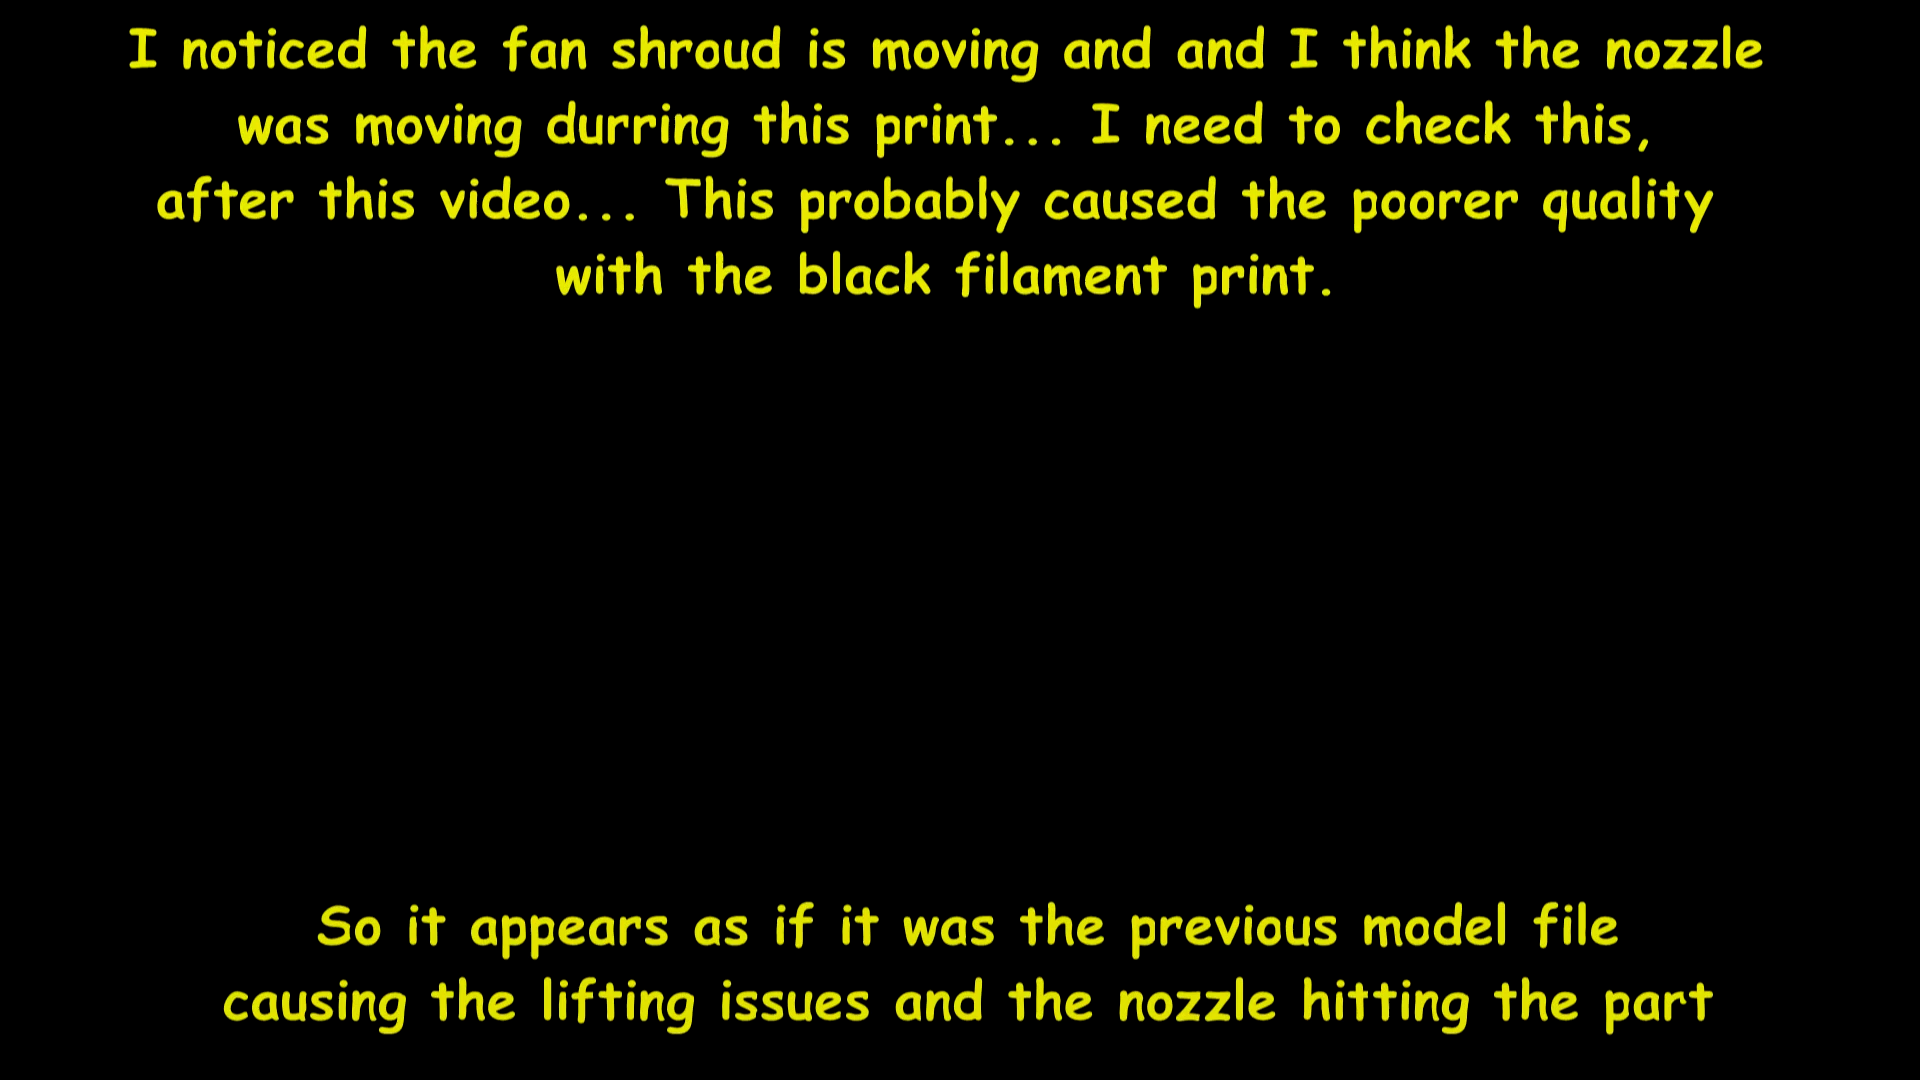 I noticed the fan shroud is moving and and I think the nozzle
was moving durring this print... I need to check this,
after this video... This probably caused the poorer quality
with the black filament print.
So it appears as if it was the previous model file
causing the lifting issues and the nozzle hitting the part